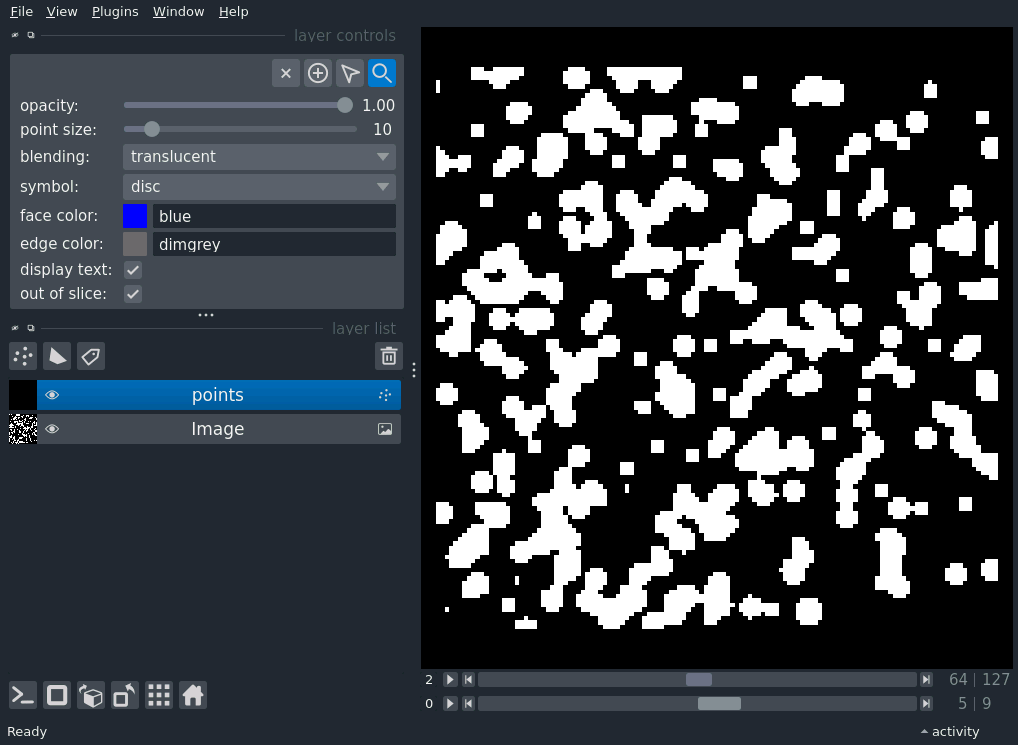 File View Plugins Window Help
layer controls
opacity: 1.00
point size: 10
blending: translucent
symbol: disc
face color: blue
edge color: dimgrey
display text:
out of slice:
layer list
points
Image
2 64 | 127
0 5 | 9
Ready activity